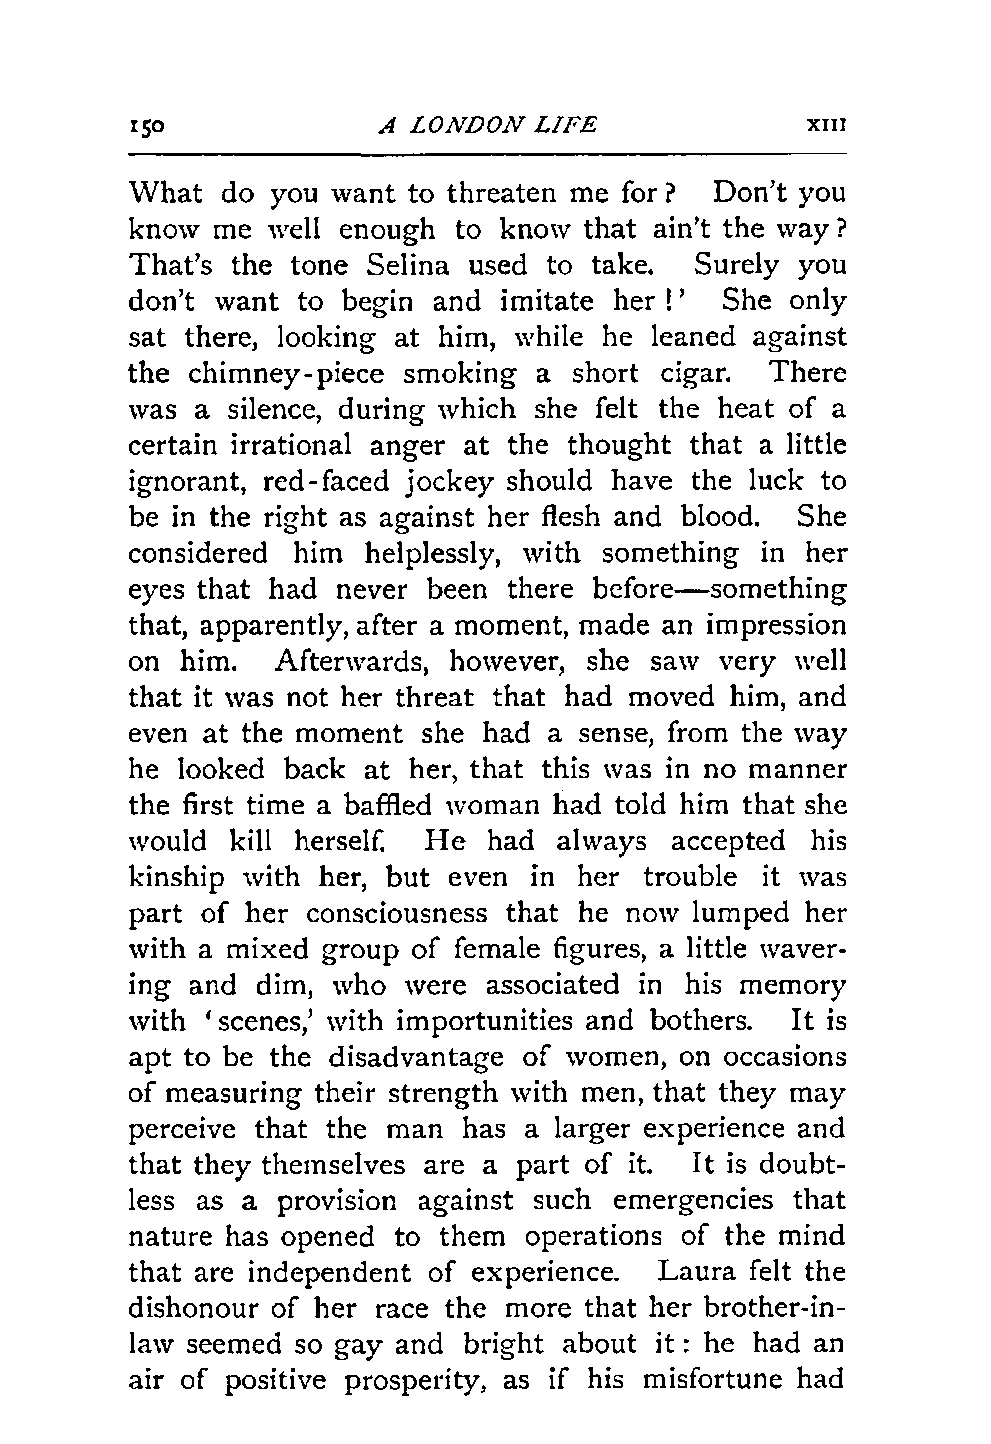 150 A LONDON LIFE XIII
What do you want to threaten me for? Don't you
know me well enough to know that ain't the way?
That's the tone Selina used to take. Surely you
don't want to begin and imitate her!' She only
sat there, looking at him, while he leaned against
the chimney-piece smoking a short cigar. There
was a silence, during which she felt the heat of a
certain irrational anger at the thought that a little
ignorant, red-faced jockey should have the luck to
be in the right as against her flesh and blood. She
considered him helplessly, with something in her
eyes that had never been there before—something
that, apparently, after a moment, made an impression
on him. Afterwards, however, she saw very well
that it was not her threat that had moved him, and
even at the moment she had a sense, from the way
he looked back at her, that this was in no manner
the first time a baffled woman had told him that she
would kill herself. He had always accepted his
kinship with her, but even in her trouble it was
part of her consciousness that he now lumped her
with a mixed group of female figures, a little waver-
ing and dim, who were associated in his memory
with 'scenes,' with importunities and bothers. It is
apt to be the disadvantage of women, on occasions
of measuring their strength with men, that they may
perceive that the man has a larger experience and
that they themselves are a part of it. It is doubt-
less as a provision against such emergencies that
nature has opened to them operations of the mind
that are independent of experience. Laura felt the
dishonour of her race the more that her brother-in-
law seemed so gay and bright about it: he had an
air of positive prosperity, as if his misfortune had